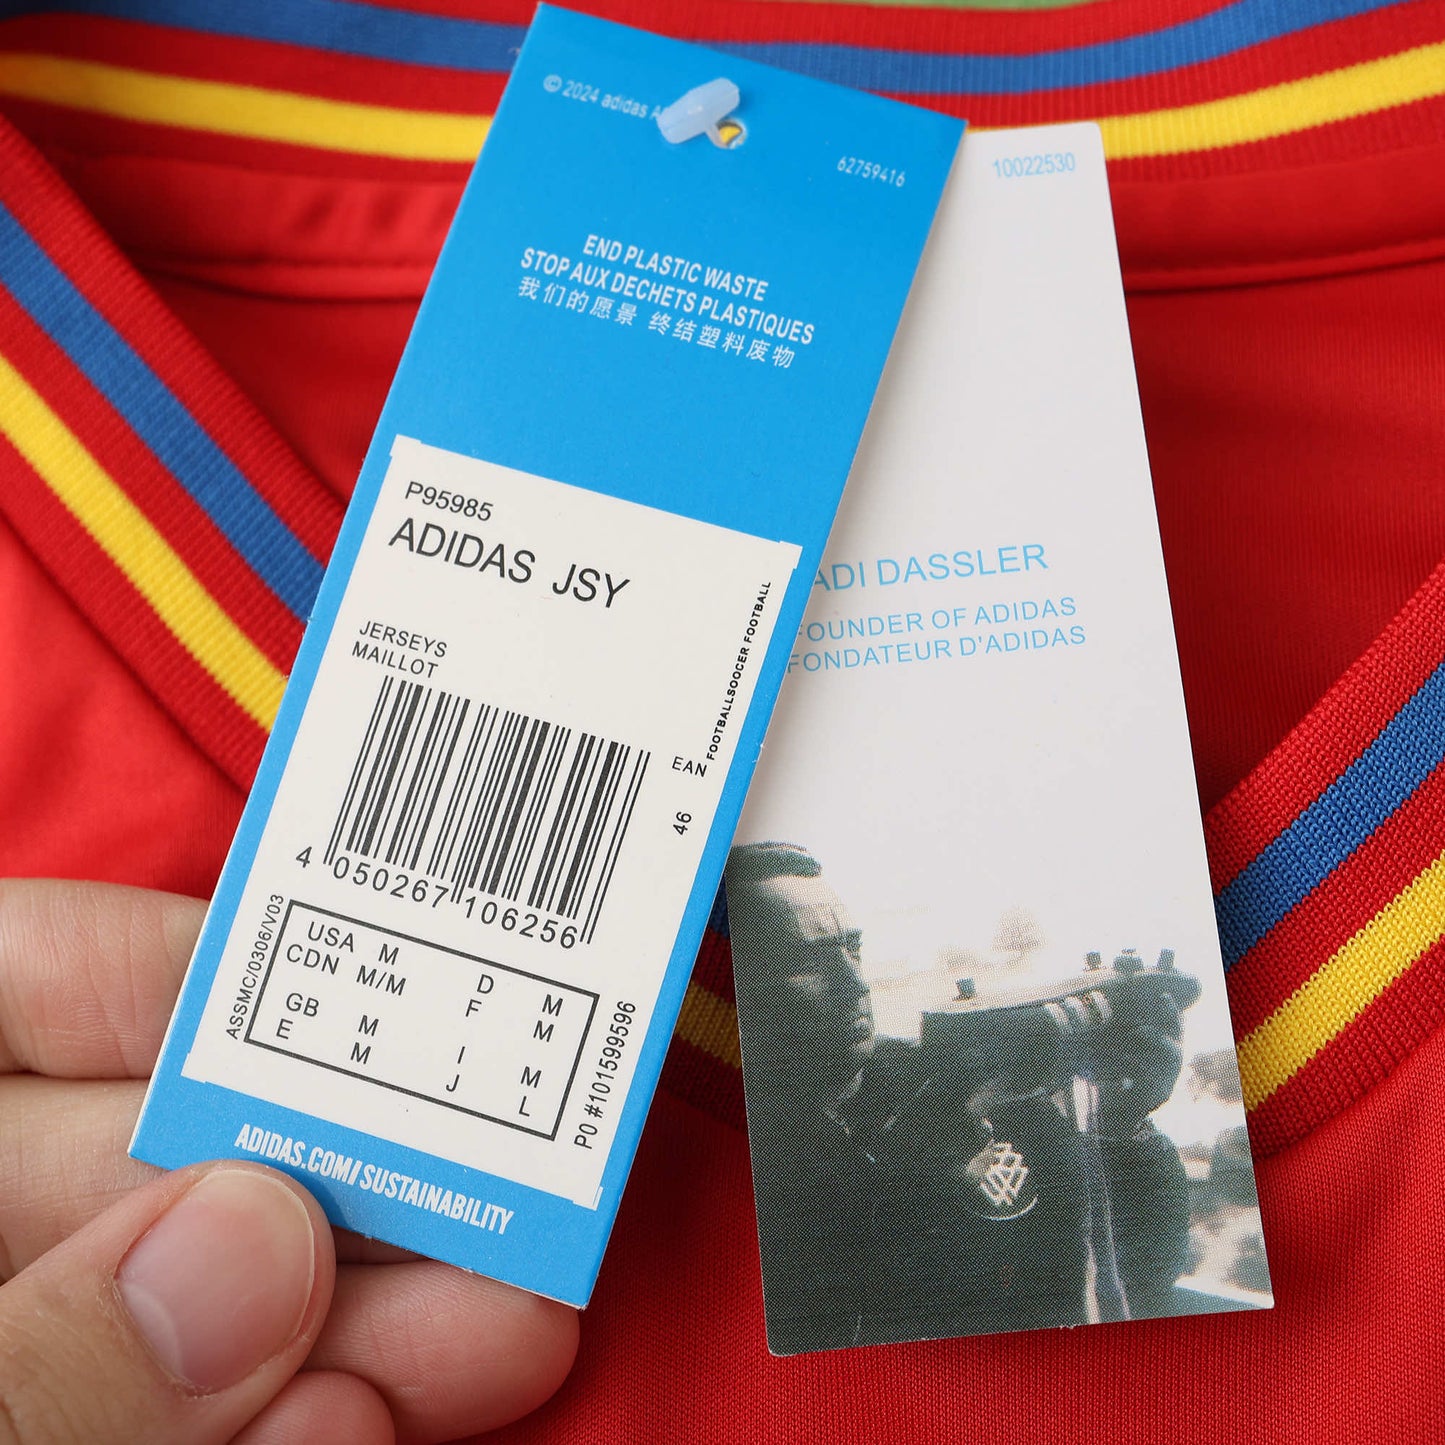 © 2024 adidas
62759416
END PLASTIC WASTE
STOP AUX DECHETS PLASTIQUES
我们的愿景 终结塑料废物
P95985
ADIDAS JSY
JERSEYS
MAILLOT
FOOTBALLSOCCER FOOTBALL
EAN
46
4 050267 106256
ASSMC/0306/V03
USA M D M
CDN M/M F M
GB M I M
E M J L
PO #101599596
ADIDAS.COM/SUSTAINABILITY
10022530
ADI DASSLER
FOUNDER OF ADIDAS
FONDATEUR D'ADIDAS